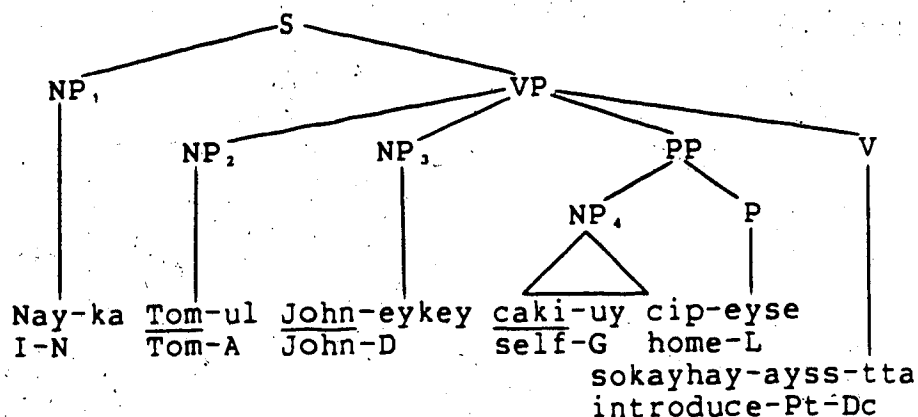 S
NP₁ VP
NP₂ NP₃ PP V
NP₄ P
Nay-ka Tom-ul John-eykey caki-uy cip-eyse
I-N Tom-A John-D self-G home-L
sokayhay-ayss-tta
introduce-Pt-Dc